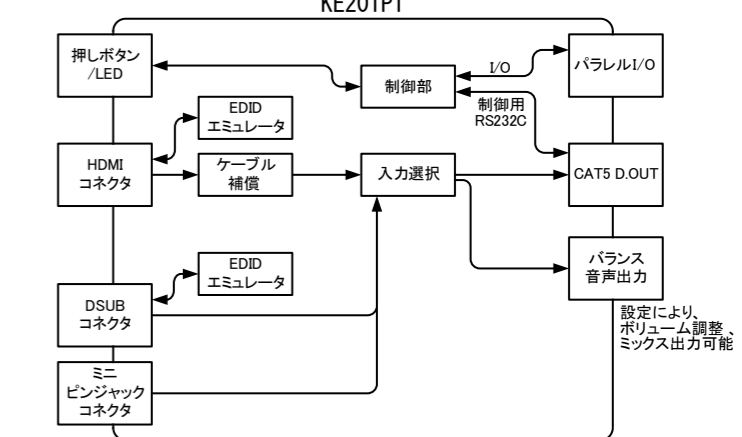 KE201PT
押しボタン
/LED
制御部
I/O
パラレルI/O
制御用
RS232C
EDID
エミュレータ
HDMI
コネクタ
ケーブル
補償
入力選択
CAT5 D.OUT
バランス
音声出力
EDID
エミュレータ
DSUB
コネクタ
設定により、
ボリューム調整、
ミックス出力可能
ミニ
ピンジャック
コネクタ